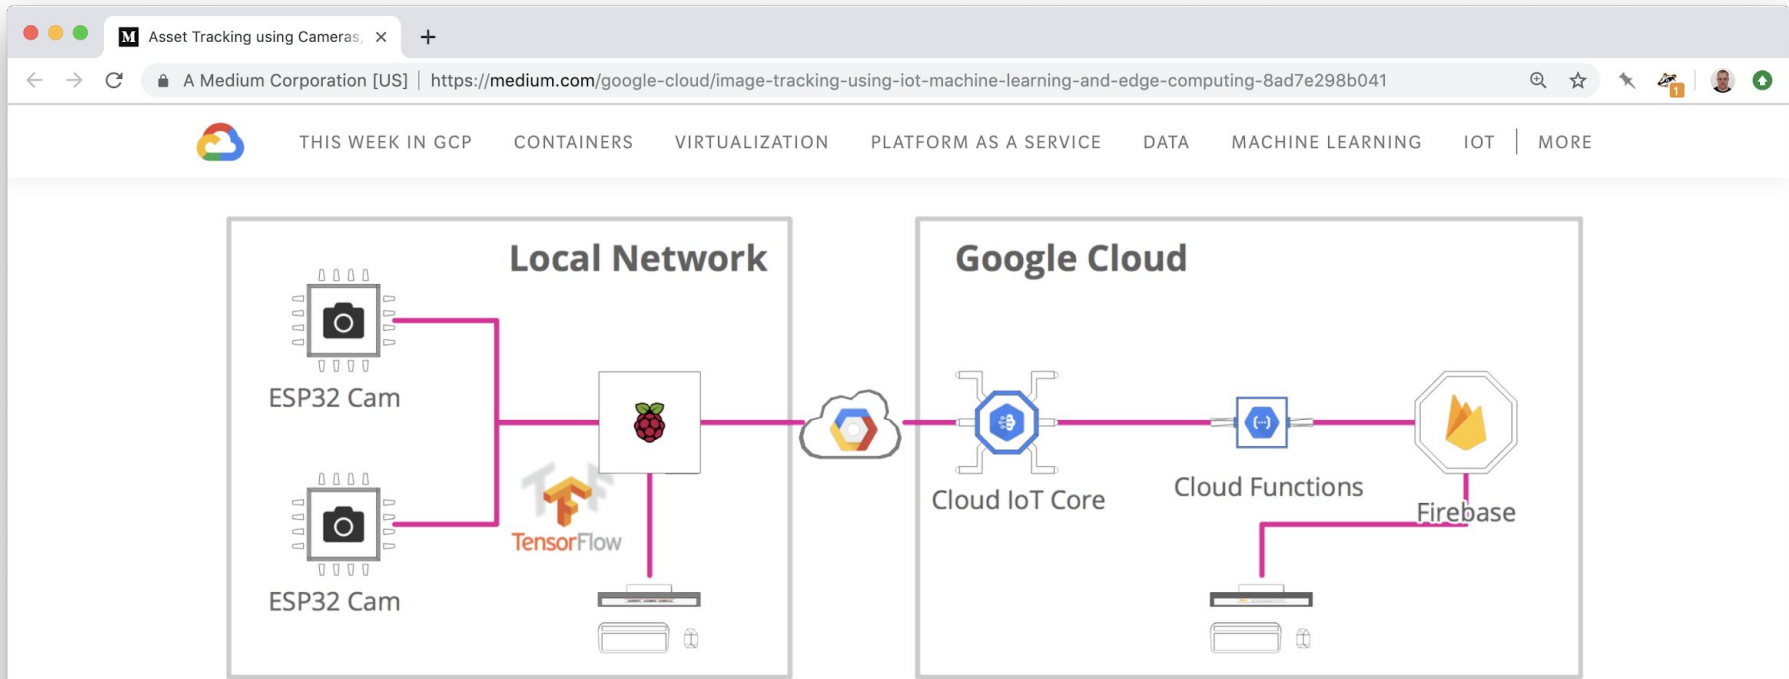 Asset Tracking using Cameras,
A Medium Corporation [US] | https://medium.com/google-cloud/image-tracking-using-iot-machine-learning-and-edge-computing-8ad7e298b041
1
THIS WEEK IN GCP CONTAINERS VIRTUALIZATION PLATFORM AS A SERVICE DATA MACHINE LEARNING IOT | MORE
Local Network
ESP32 Cam
TensorFlow
ESP32 Cam
Google Cloud
Cloud IoT Core
Cloud Functions
Firebase